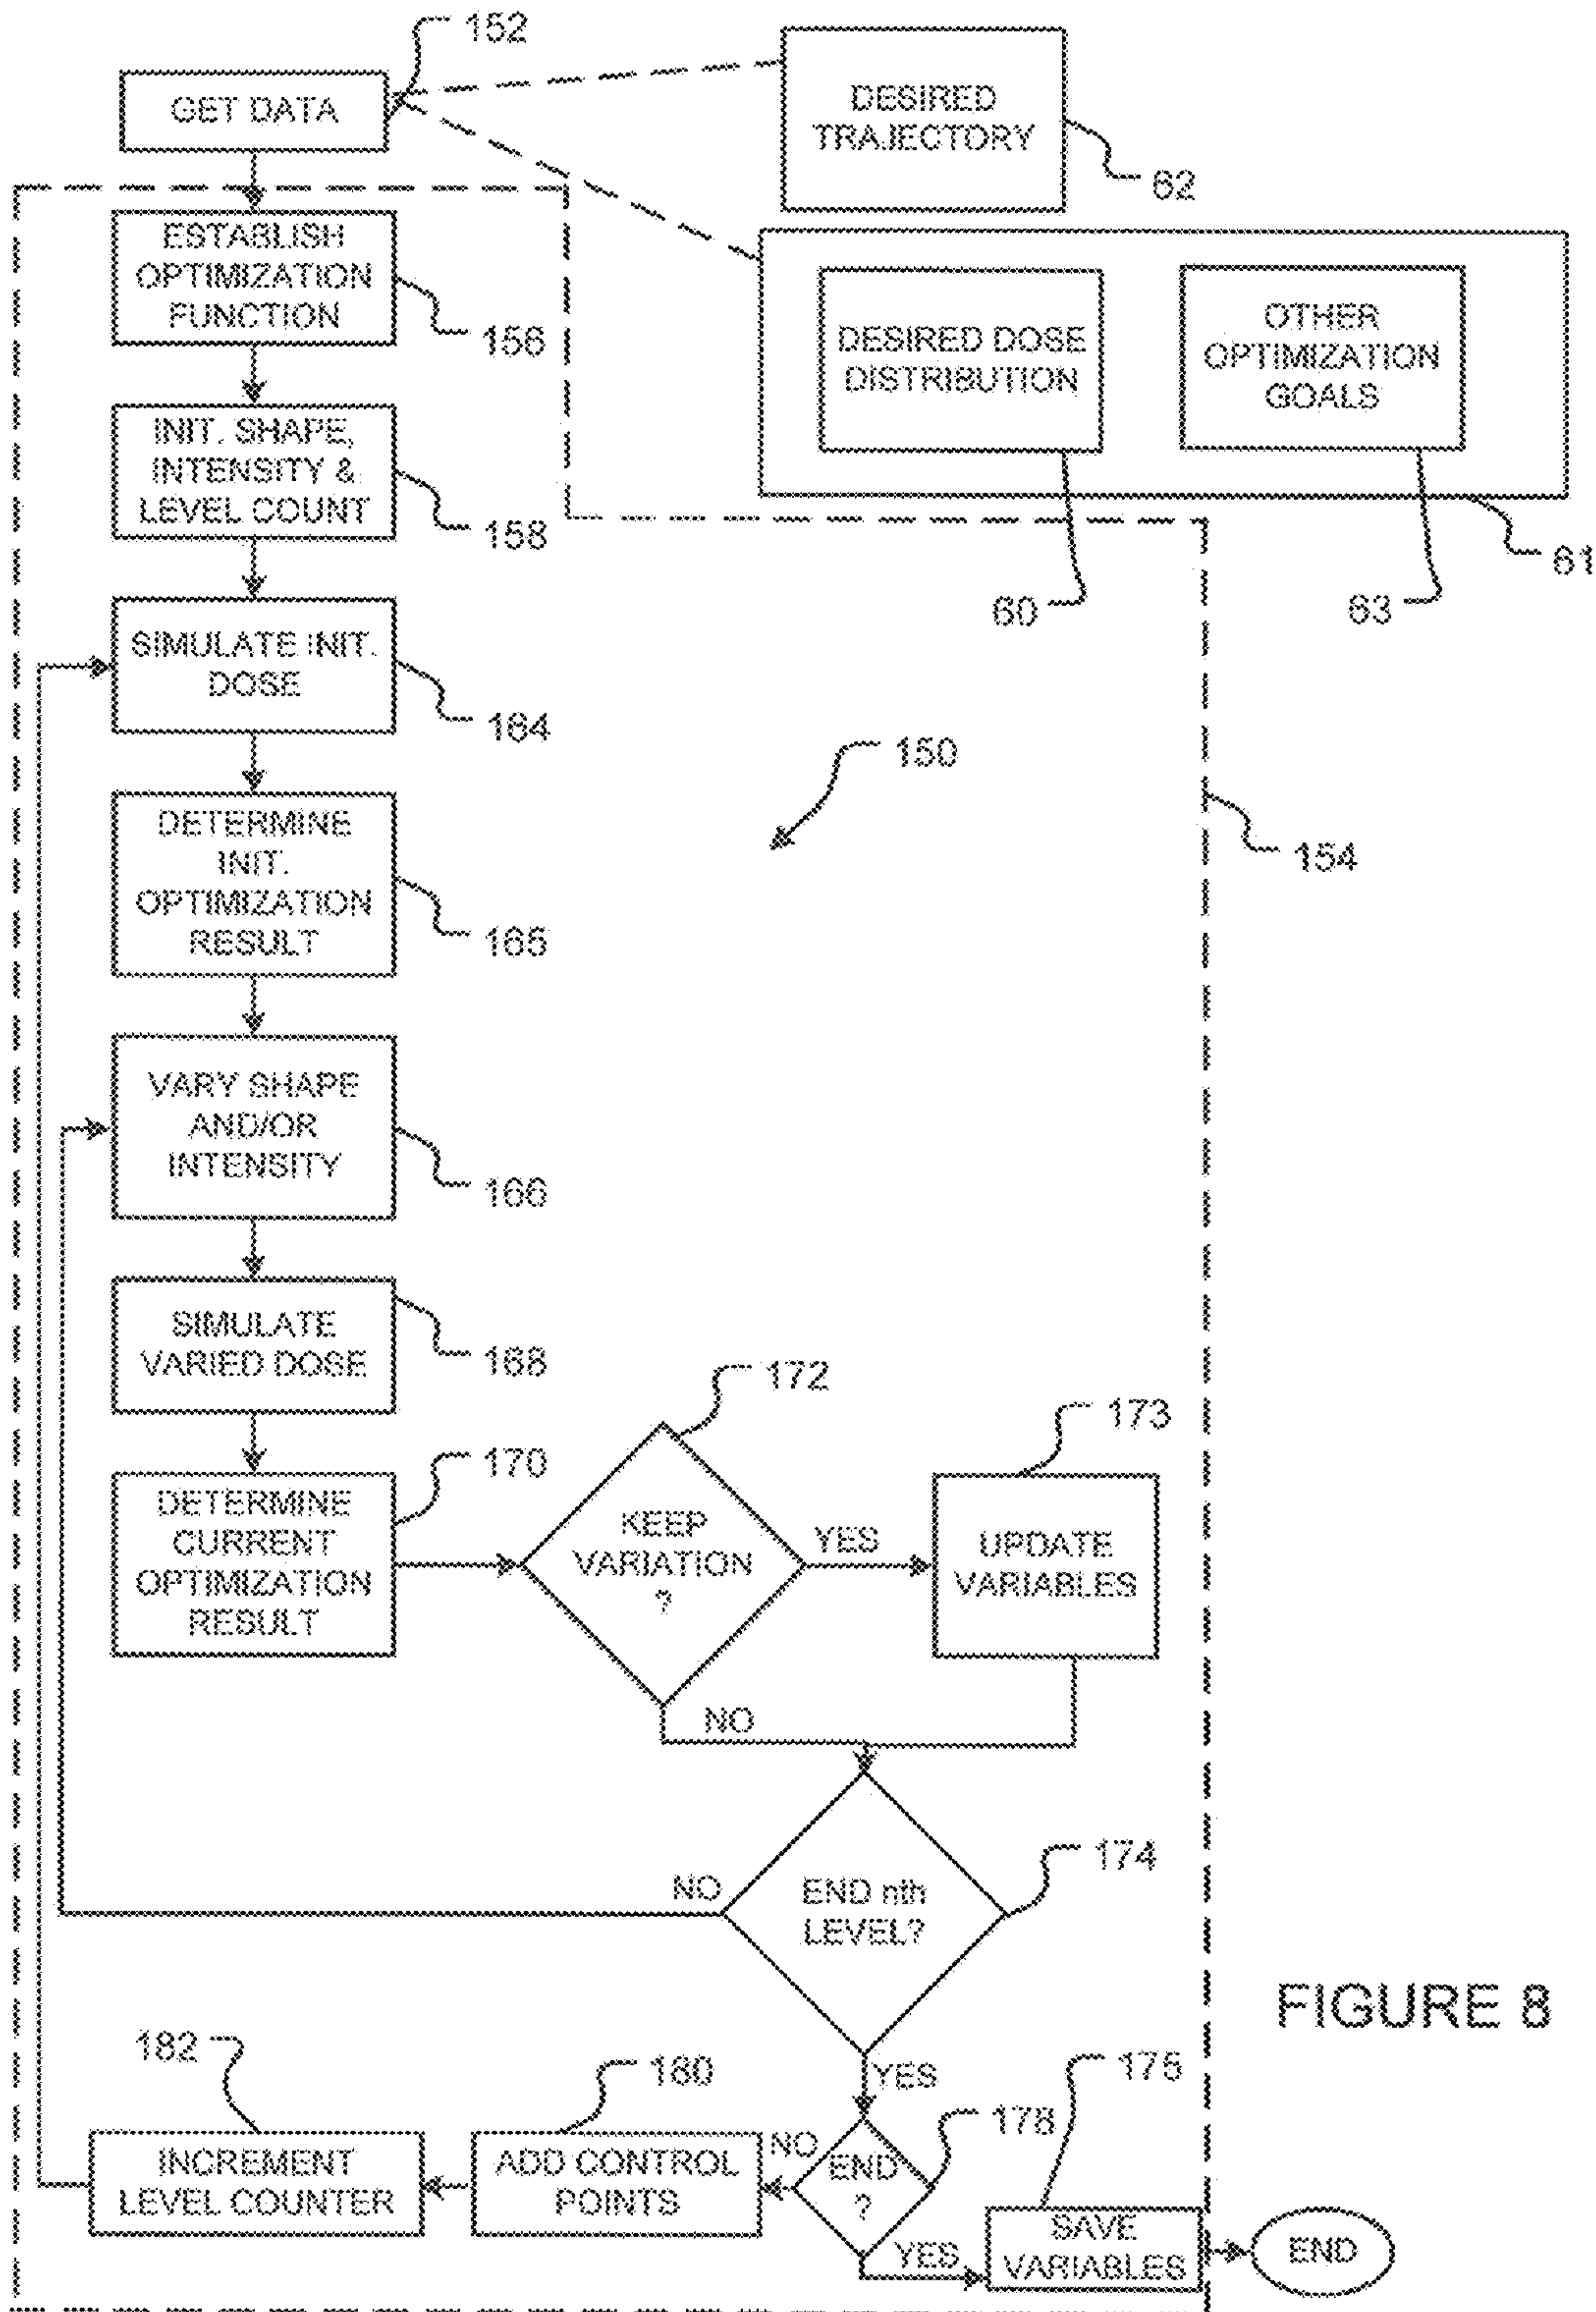 152
GET DATA
DESIRED
TRAJECTORY
62
ESTABLISH
OPTIMIZATION
FUNCTION
156
DESIRED DOSE
DISTRIBUTION
OTHER
OPTIMIZATION
GOALS
INIT. SHAPE,
INTENSITY &
LEVEL COUNT
158
61
60
63
SIMULATE INIT.
DOSE
164
150
DETERMINE
INIT.
OPTIMIZATION
RESULT
165
154
VARY SHAPE
AND/OR
INTENSITY
166
SIMULATE
VARIED DOSE
168
172
173
170
DETERMINE
CURRENT
OPTIMIZATION
RESULT
KEEP
VARIATION
?
YES
UPDATE
VARIABLES
NO
174
NO
END nth
LEVEL?
FIGURE 8
182
180
YES
175
178
INCREMENT
LEVEL COUNTER
ADD CONTROL
POINTS
NO
END
?
YES
SAVE
VARIABLES
END